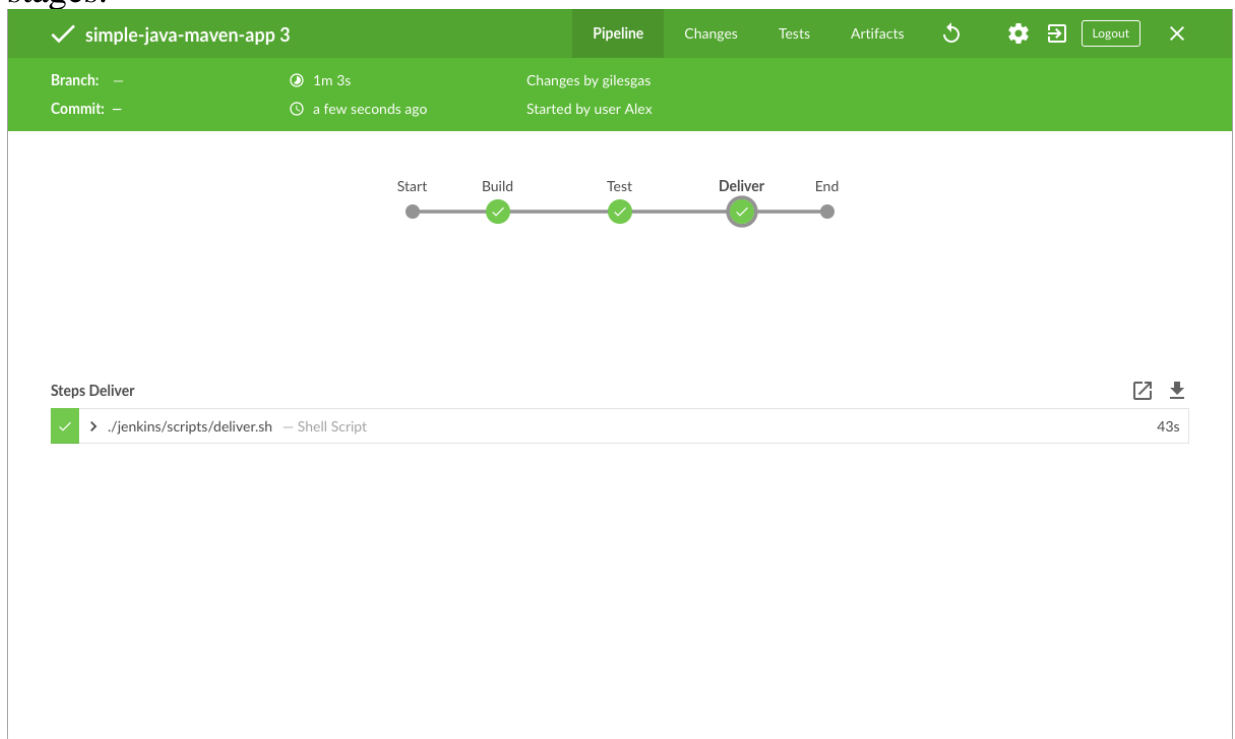 stages:
simple-java-maven-app 3 Pipeline Changes Tests Artifacts Logout
Branch: — 1m 3s Changes by gilesgas
Commit: — a few seconds ago Started by user Alex
Start Build Test Deliver End
Steps Deliver
./jenkins/scripts/deliver.sh — Shell Script 43s